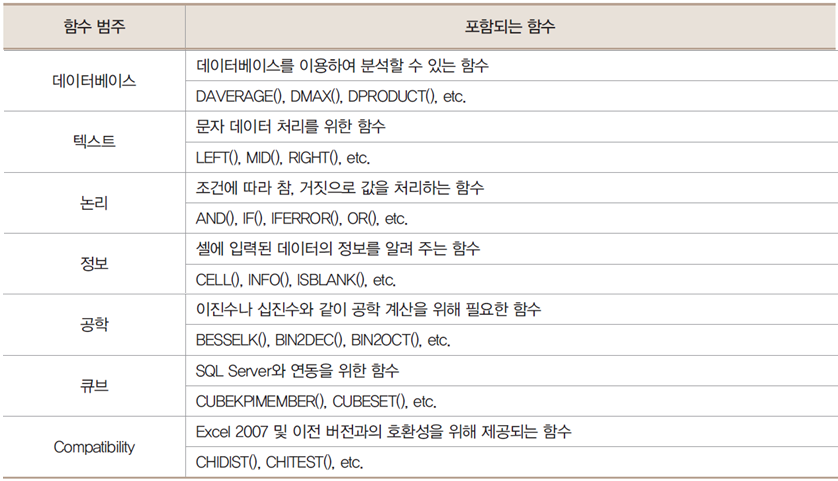 함수 범주 포함되는 함수
데이터베이스
데이터베이스를 이용하여 분석할 수 있는 함수
DAVERAGE(), DMAX(), DPRODUCT(), etc.
텍스트
문자 데이터 처리를 위한 함수
LEFT(), MID(), RIGHT(), etc.
논리
조건에 따라 참, 거짓으로 값을 처리하는 함수
AND(), IF(), IFERROR(), OR(), etc.
정보
셀에 입력된 데이터의 정보를 알려 주는 함수
CELL(), INFO(), ISBLANK(), etc.
공학
이진수나 십진수와 같이 공학 계산을 위해 필요한 함수
BESSELK(), BIN2DEC(), BIN2OCT(), etc.
큐브
SQL Server와 연동을 위한 함수
CUBEKPIMEMBER(), CUBESET(), etc.
Compatibility
Excel 2007 및 이전 버전과의 호환성을 위해 제공되는 함수
CHIDIST(), CHITEST(), etc.